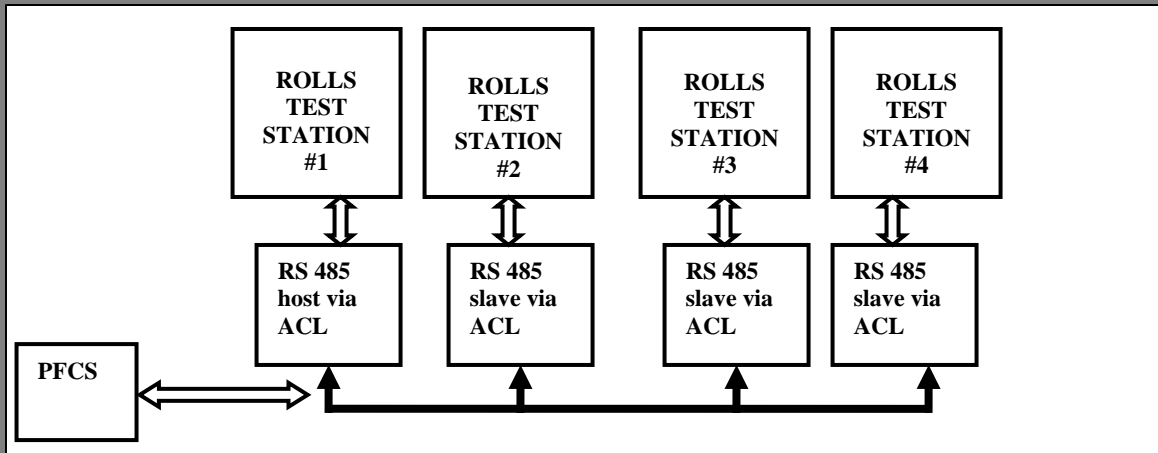 ROLLS
TEST
STATION
#1
ROLLS
TEST
STATION
#2
ROLLS
TEST
STATION
#3
ROLLS
TEST
STATION
#4
RS 485
host via
ACL
RS 485
slave via
ACL
RS 485
slave via
ACL
RS 485
slave via
ACL
PFCS